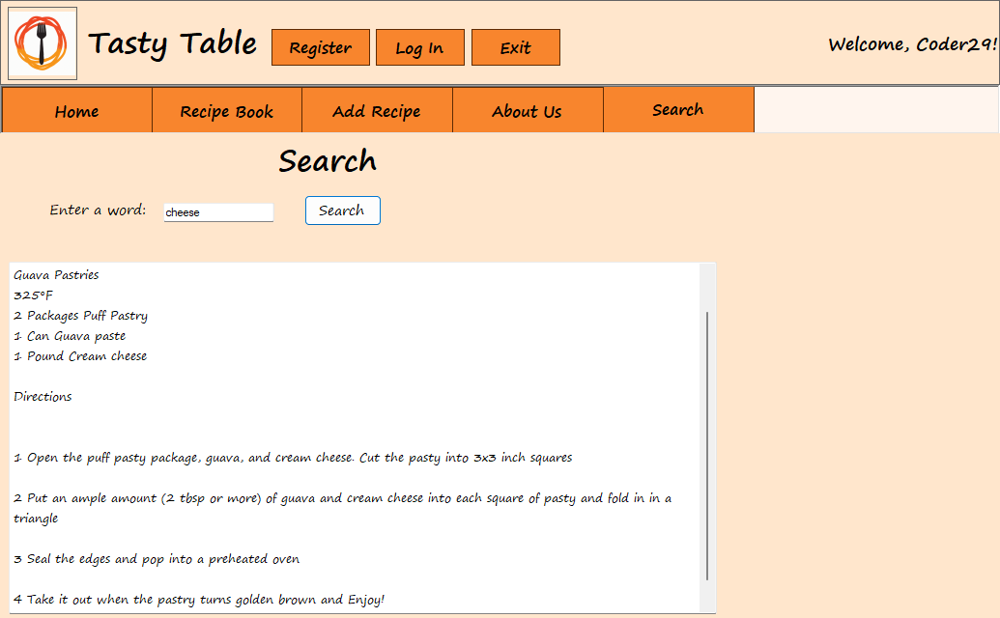 Tasty Table
Register
Log In
Exit
Welcome, Coder29!
Home
Recipe Book
Add Recipe
About Us
Search
Search
Enter a word:
cheese
Search
Guava Pastries
325°F
2 Packages Puff Pastry
1 Can Guava paste
1 Pound Cream cheese
Directions
1 Open the puff pasty package, guava, and cream cheese. Cut the pasty into 3x3 inch squares
2 Put an ample amount (2 tbsp or more) of guava and cream cheese into each square of pasty and fold in in a
triangle
3 Seal the edges and pop into a preheated oven
4 Take it out when the pastry turns golden brown and Enjoy!